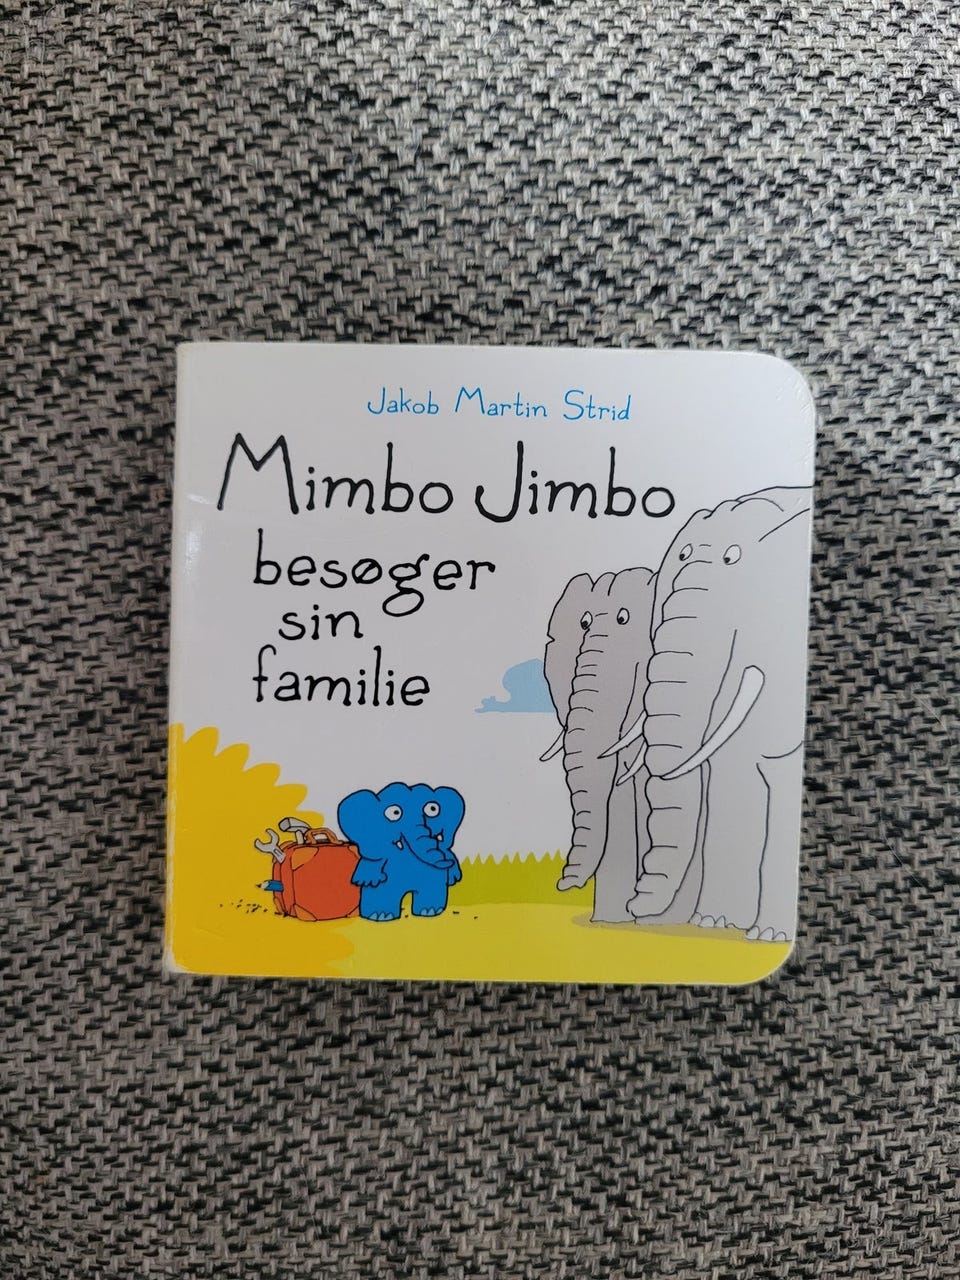 Jakob Martin Strid
Mimbo Jimbo
besøger
sin
familie